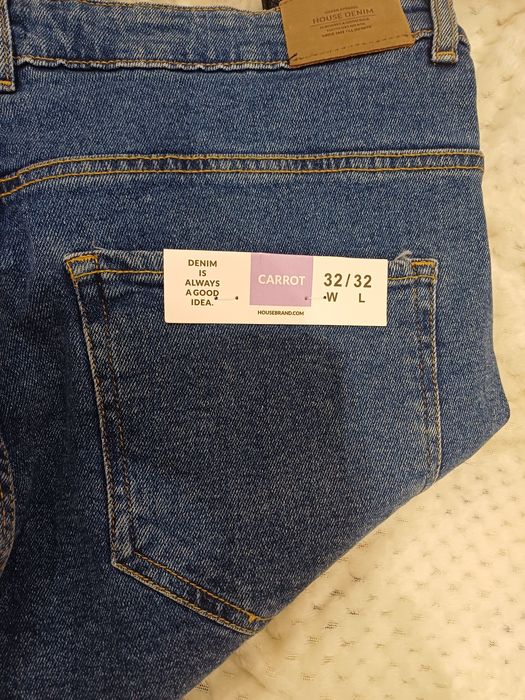 HOUSE DENIM
DENIM
IS
ALWAYS
A GOOD
IDEA.
CARROT
32/32
W L
HOUSEBRAND.COM